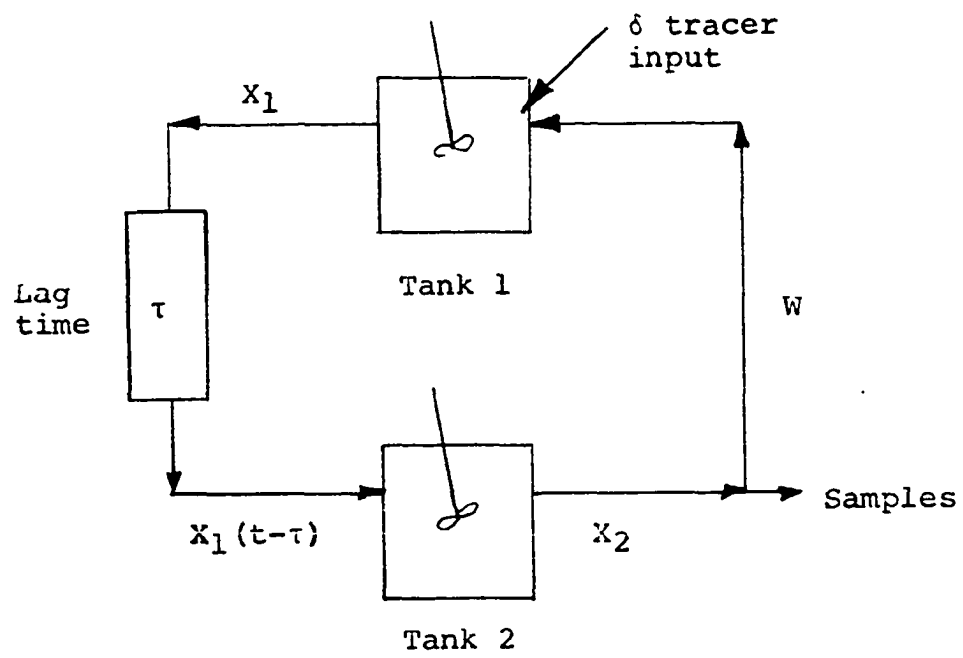 δ tracer
input
X1
Tank 1
Lag
time
τ
W
X1(t-τ)
X2
Samples
Tank 2